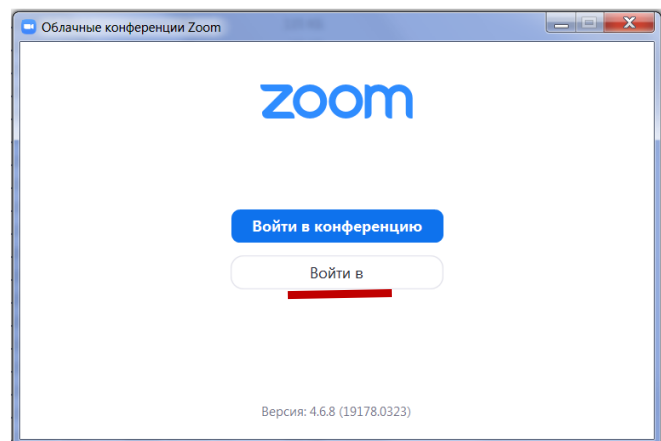 Облачные конференции Zoom
zoom
Войти в конференцию
Войти в
Версия: 4.6.8 (19178.0323)